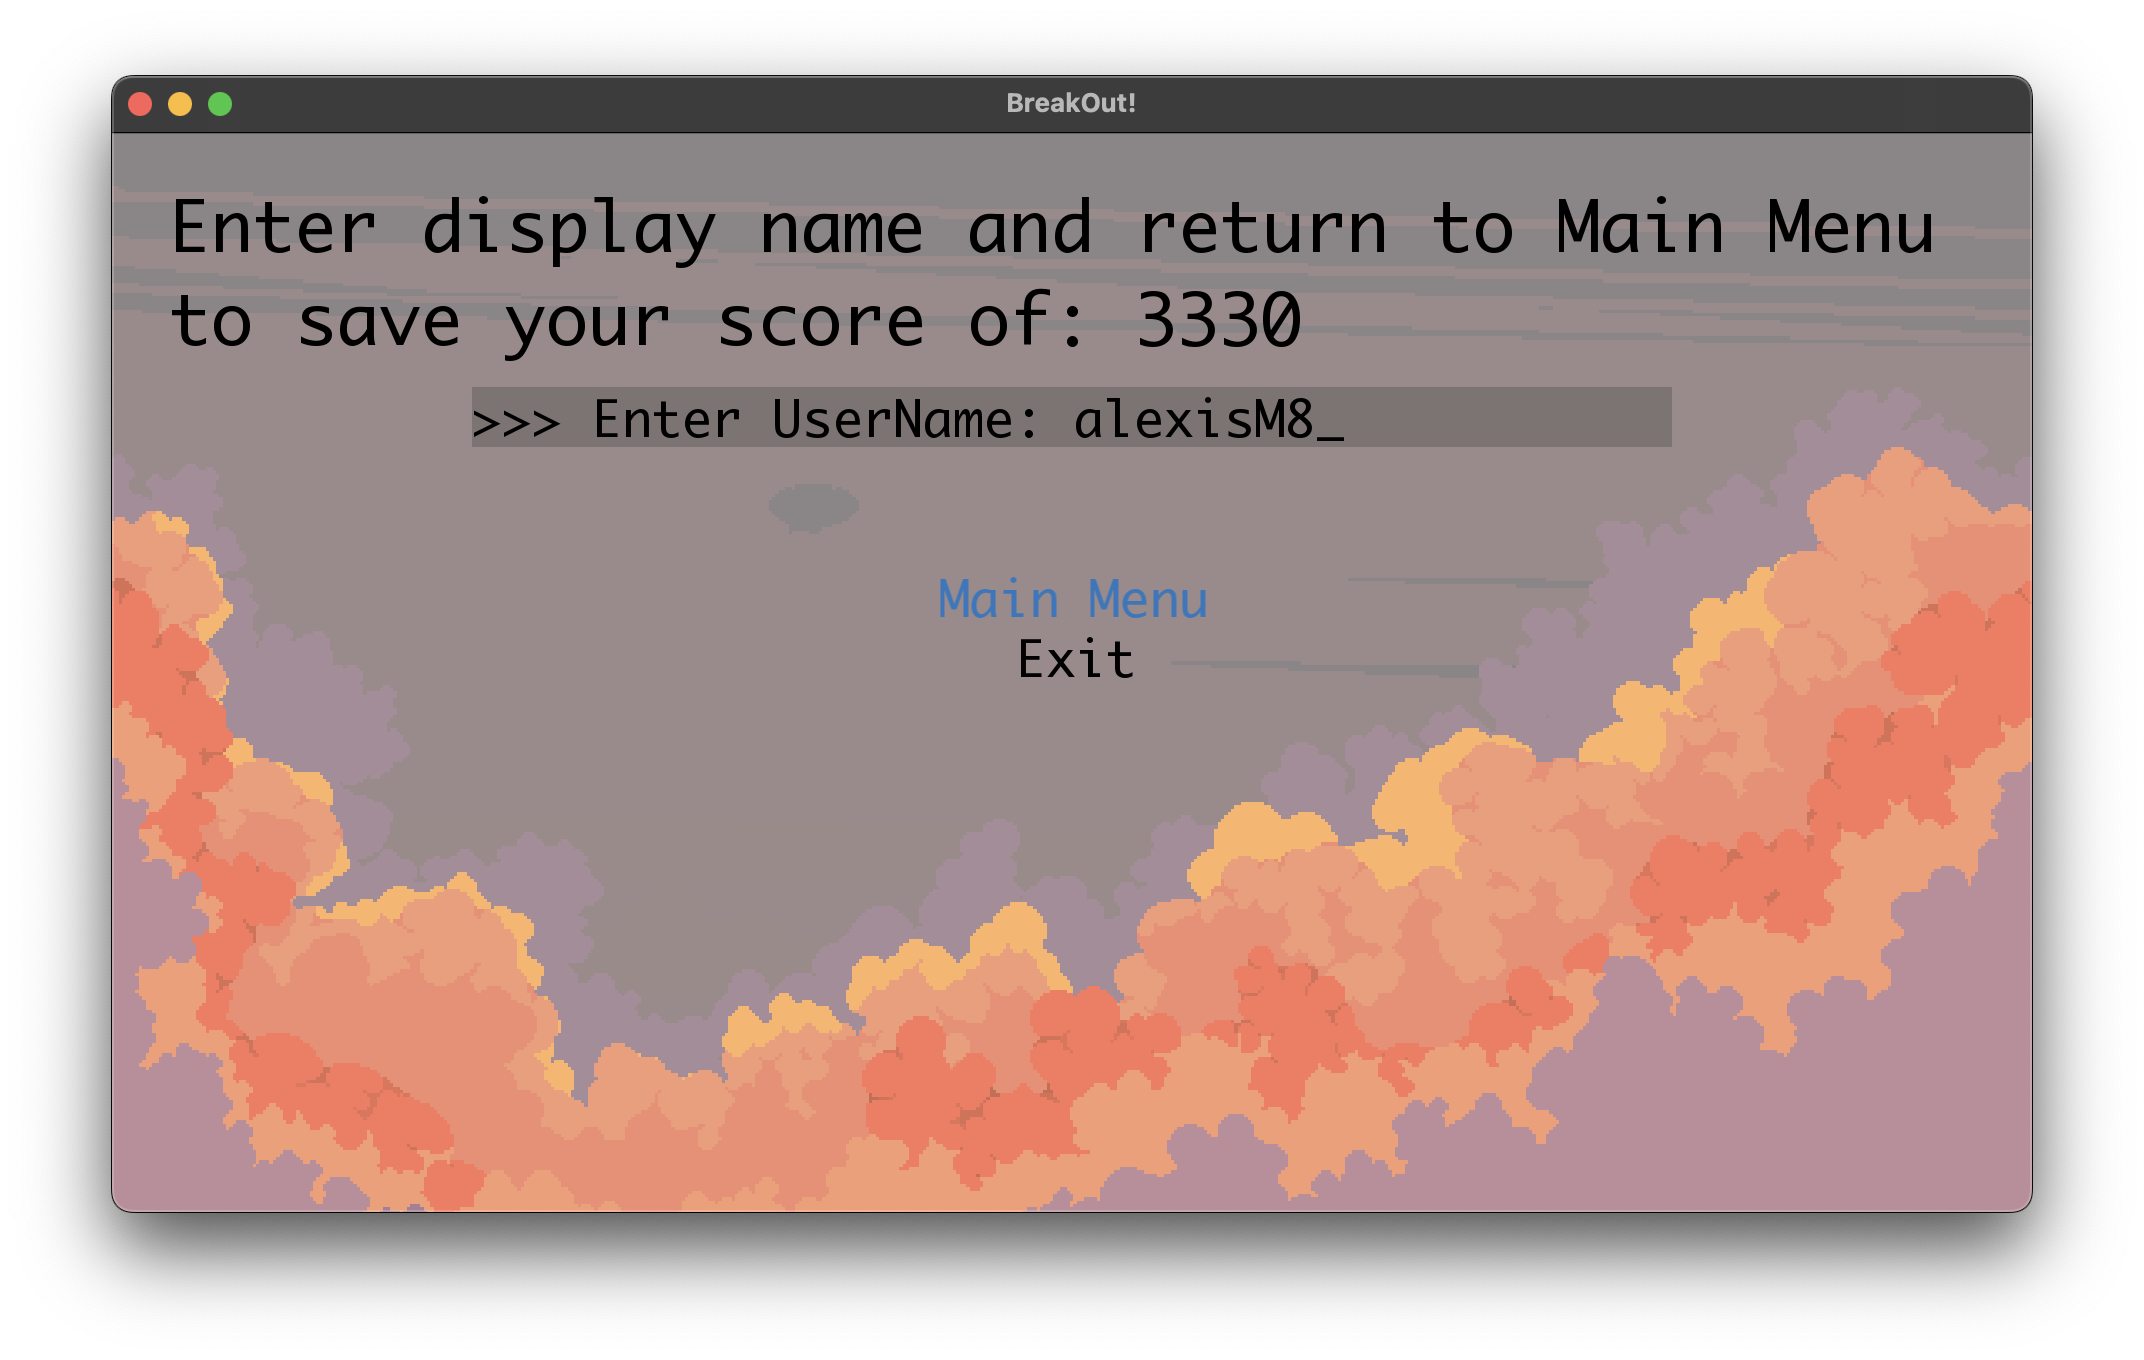 BreakOut!
Enter display name and return to Main Menu
to save your score of: 3330
>>> Enter UserName: alexisM8_
Main Menu
Exit